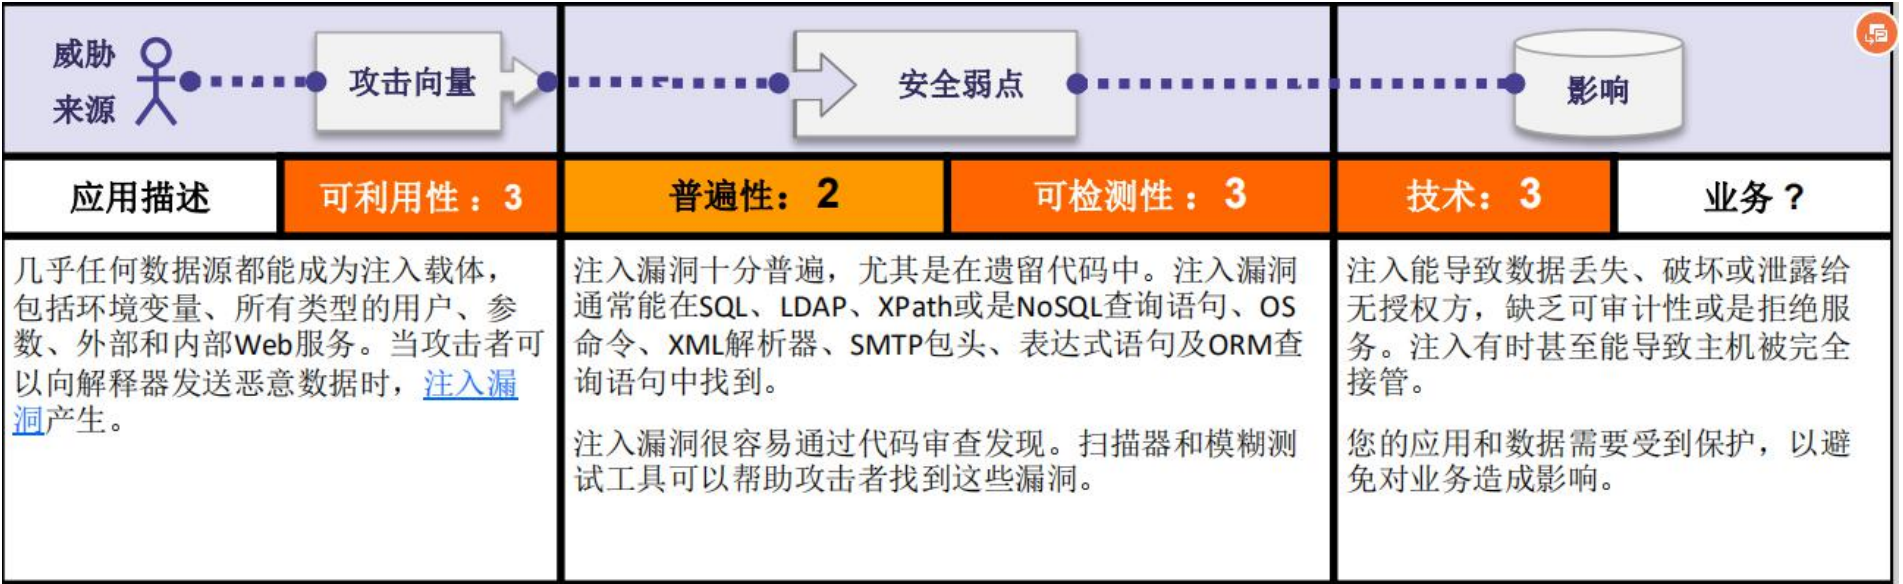 威胁
来源
攻击向量
安全弱点
影响
应用描述
可利用性：3
普遍性：2
可检测性：3
技术：3
业务？
几乎任何数据源都能成为注入载体，
包括环境变量、所有类型的用户、参
数、外部和内部Web服务。当攻击者可
以向解释器发送恶意数据时，注入漏
洞产生。
注入漏洞十分普遍，尤其是在遗留代码中。注入漏洞
通常能在SQL、LDAP、XPath或是NoSQL查询语句、OS
命令、XML解析器、SMTP包头、表达式语句及ORM查
询语句中找到。
注入漏洞很容易通过代码审查发现。扫描器和模糊测
试工具可以帮助攻击者找到这些漏洞。
注入能导致数据丢失、破坏或泄露给
无授权方，缺乏可审计性或是拒绝服
务。注入有时甚至能导致主机被完全
接管。
您的应用和数据需要受到保护，以避
免对业务造成影响。